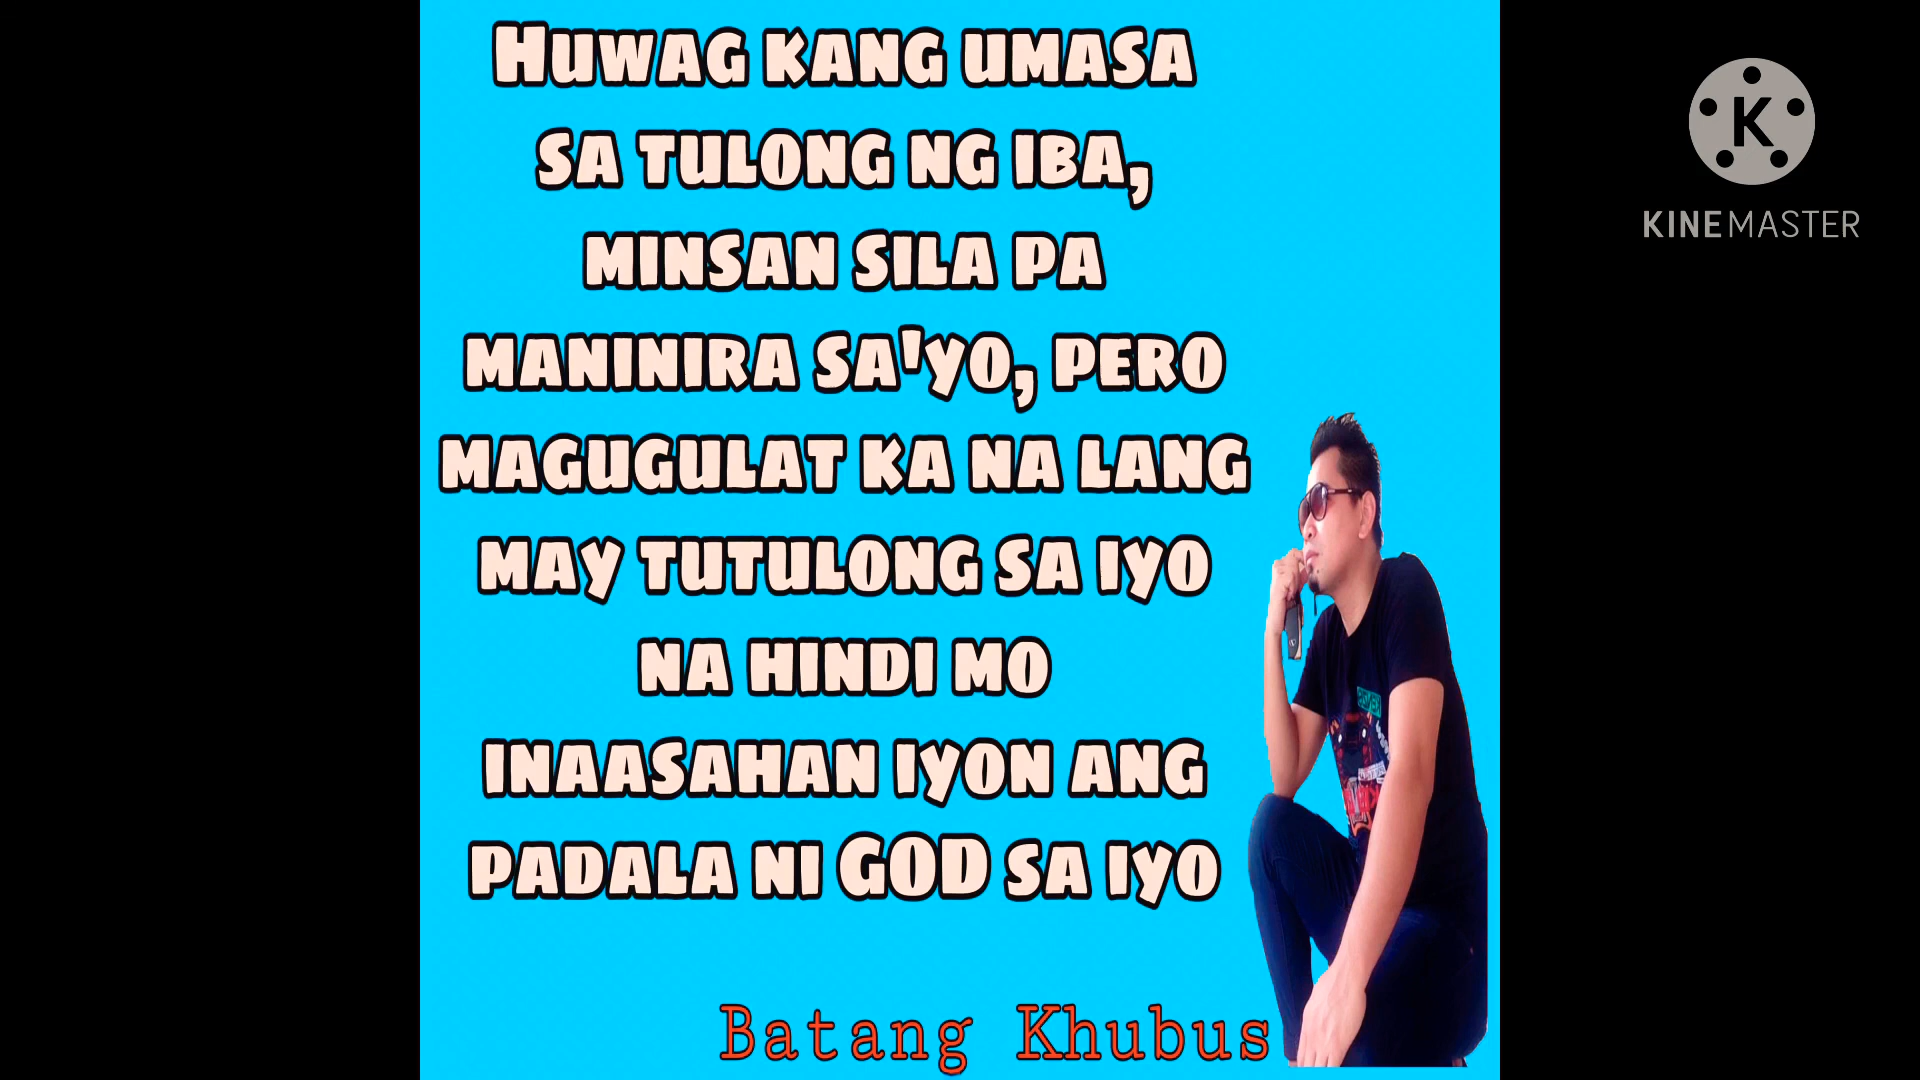 Huwag kang umasa
sa tulong ng iba,
minsan sila pa
maninira sa'yo, pero
magugulat ka na lang
may tutulong sa iyo
na hindi mo
inaasahan iyon ang
padala ni GOD sa iyo
Batang Khubus
K
KINEMASTER